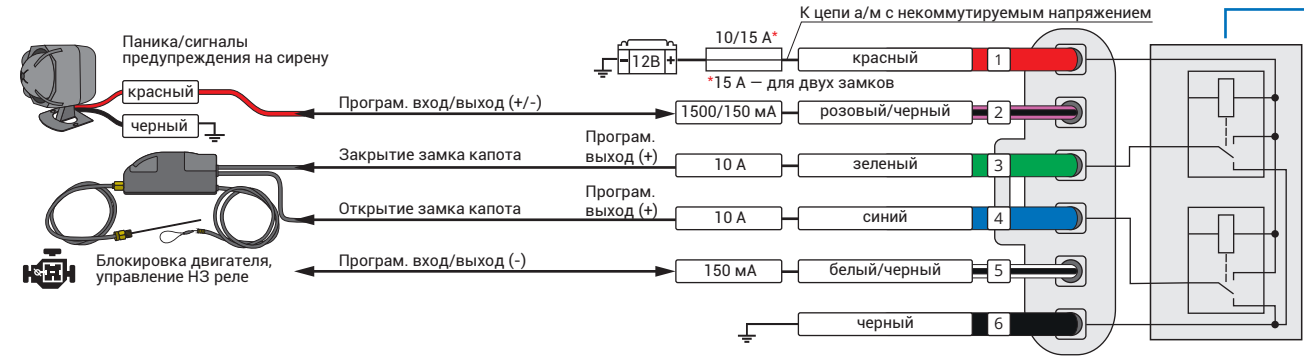 К цепи а/м с некоммутируемым напряжением
Паника/сигналы
предупреждения на сирену
10/15 А*
- 12В +
красный
1
*15 А — для двух замков
красный
Програм. вход/выход (+/-)
1500/150 мА
розовый/черный
2
черный
Закрытие замка капота
Програм.
выход (+)
10 А
зеленый
3
Открытие замка капота
Програм.
выход (+)
10 А
синий
4
Блокировка двигателя,
управление НЗ реле
Програм. вход/выход (-)
150 мА
белый/черный
5
черный
6